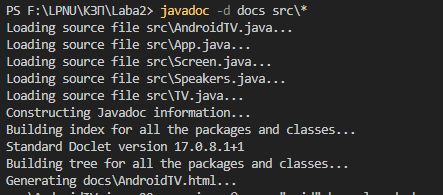 PS F:\LPNU\КЗП\Laba2> javadoc -d docs src\*
Loading source file src\AndroidTV.java...
Loading source file src\App.java...
Loading source file src\Screen.java...
Loading source file src\Speakers.java...
Loading source file src\TV.java...
Constructing Javadoc information...
Building index for all the packages and classes...
Standard Doclet version 17.0.8.1+1
Building tree for all the packages and classes...
Generating docs\AndroidTV.html...